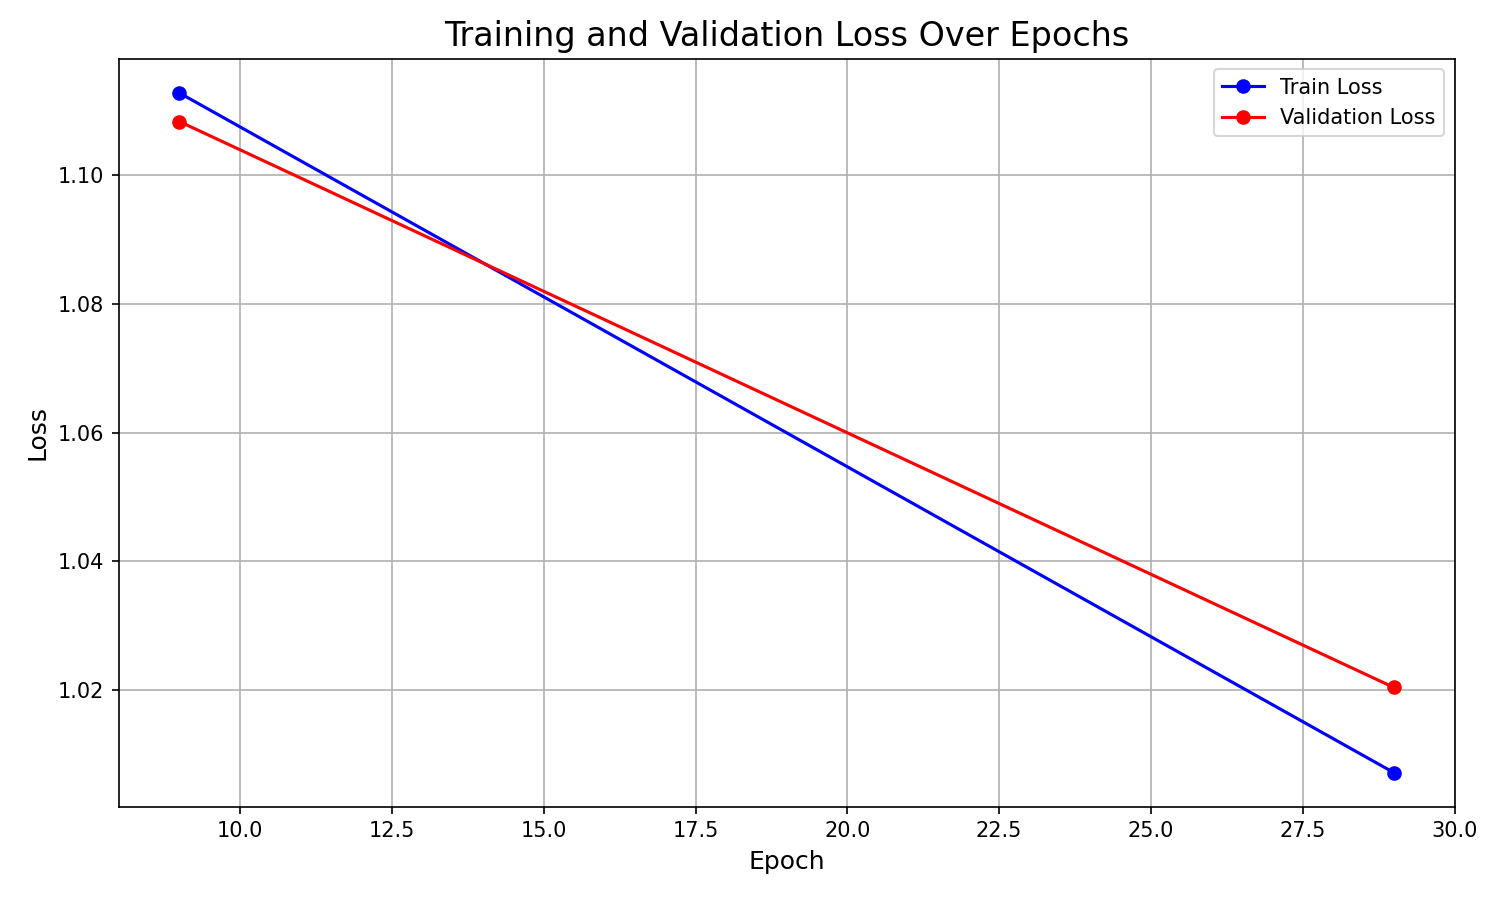 Training and Validation Loss Over Epochs
Train Loss
Validation Loss
1.10
1.08
1.06
1.04
1.02
Loss
10.0 12.5 15.0 17.5 20.0 22.5 25.0 27.5 30.0
Epoch